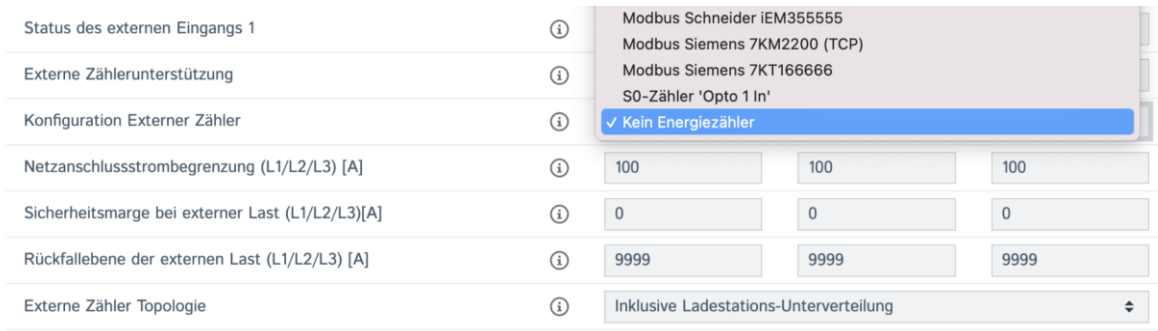 Status des externen Eingangs 1
Modbus Schneider iEM355555
Modbus Siemens 7KM2200 (TCP)
Externe Zählerunterstützung
Modbus Siemens 7KT166666
S0-Zähler 'Opto 1 In'
Konfiguration Externer Zähler
✓ Kein Energiezähler
Netzanschlussstrombegrenzung (L1/L2/L3) [A] 100 100 100
Sicherheitsmarge bei externer Last (L1/L2/L3)[A] 0 0 0
Rückfallebene der externen Last (L1/L2/L3) [A] 9999 9999 9999
Externe Zähler Topologie Inklusive Ladestations-Unterverteilung